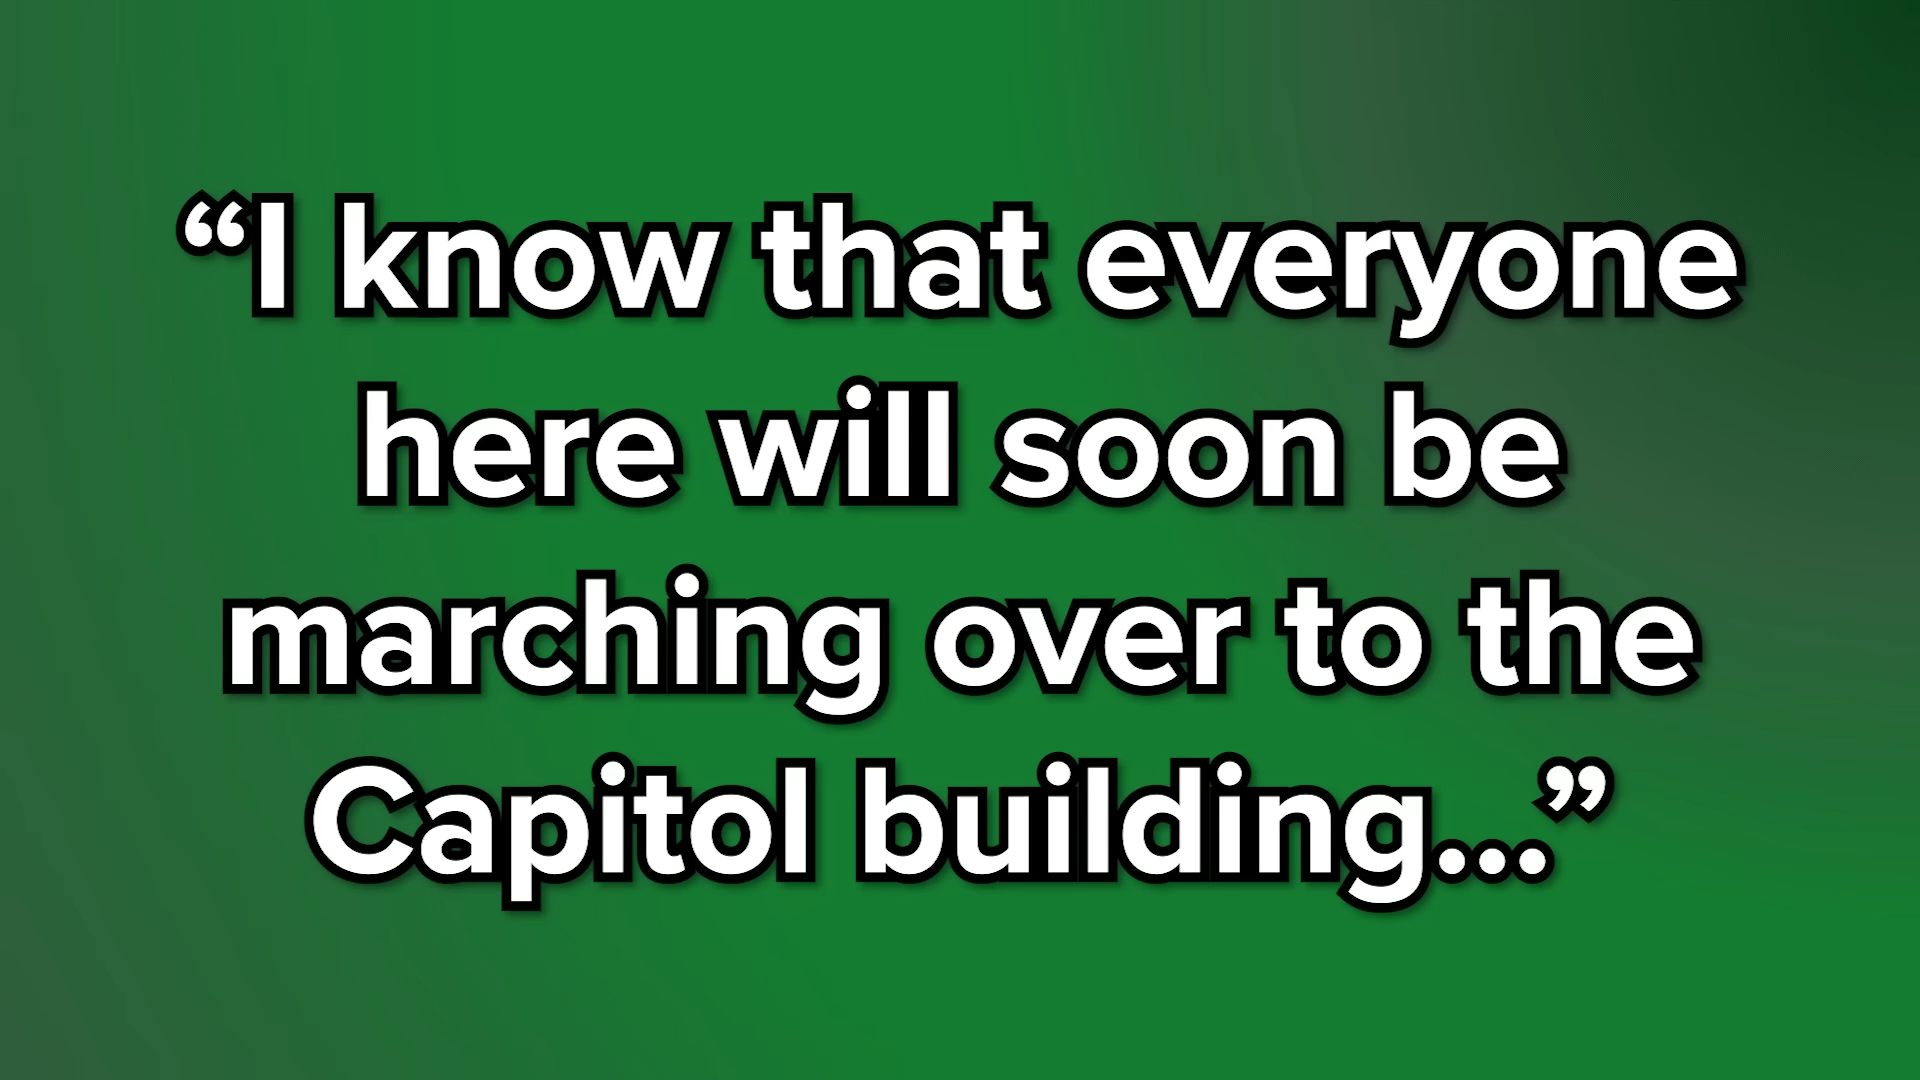 “I know that everyone
here will soon be
marching over to the
Capitol building...”